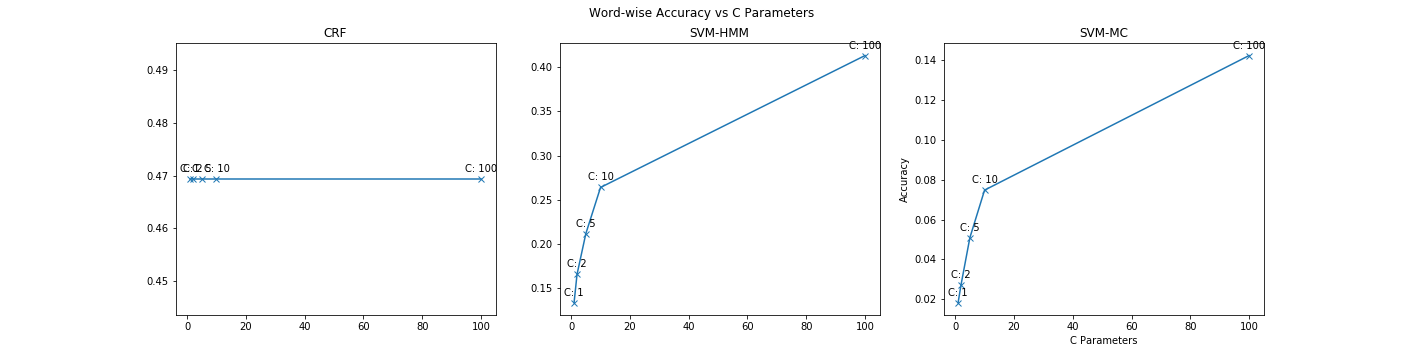 Word-wise Accuracy vs C Parameters
CRF
0.49
0.48
0.47
0.46
0.45
C: 10
C: 100
0 20 40 60 80 100
SVM-HMM
0.40
0.35
0.30
0.25
0.20
0.15
C: 1
C: 2
C: 5
C: 10
C: 100
0 20 40 60 80 100
SVM-MC
Accuracy
0.14
0.12
0.10
0.08
0.06
0.04
0.02
C: 1
C: 2
C: 5
C: 10
C: 100
0 20 40 60 80 100
C Parameters